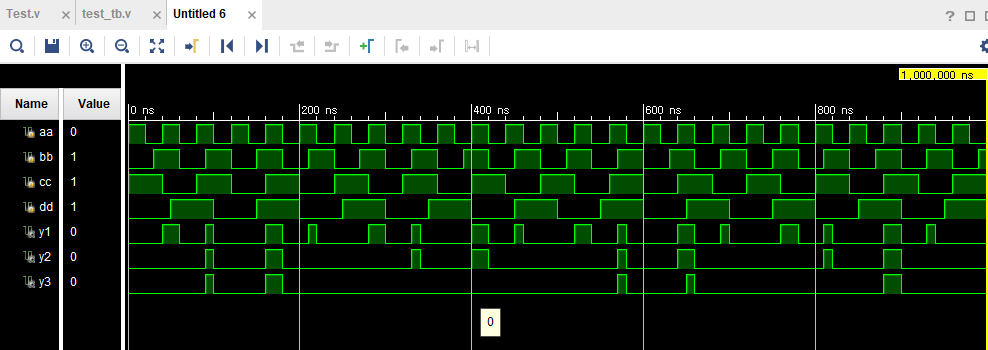 Test.v × test_tb.v × Untitled 6 ×
?
1,000,000 ns
Name Value
0 ns 200 ns 400 ns 600 ns 800 ns
aa 0
bb 1
cc 1
dd 1
y1 0
y2 0
y3 0
0